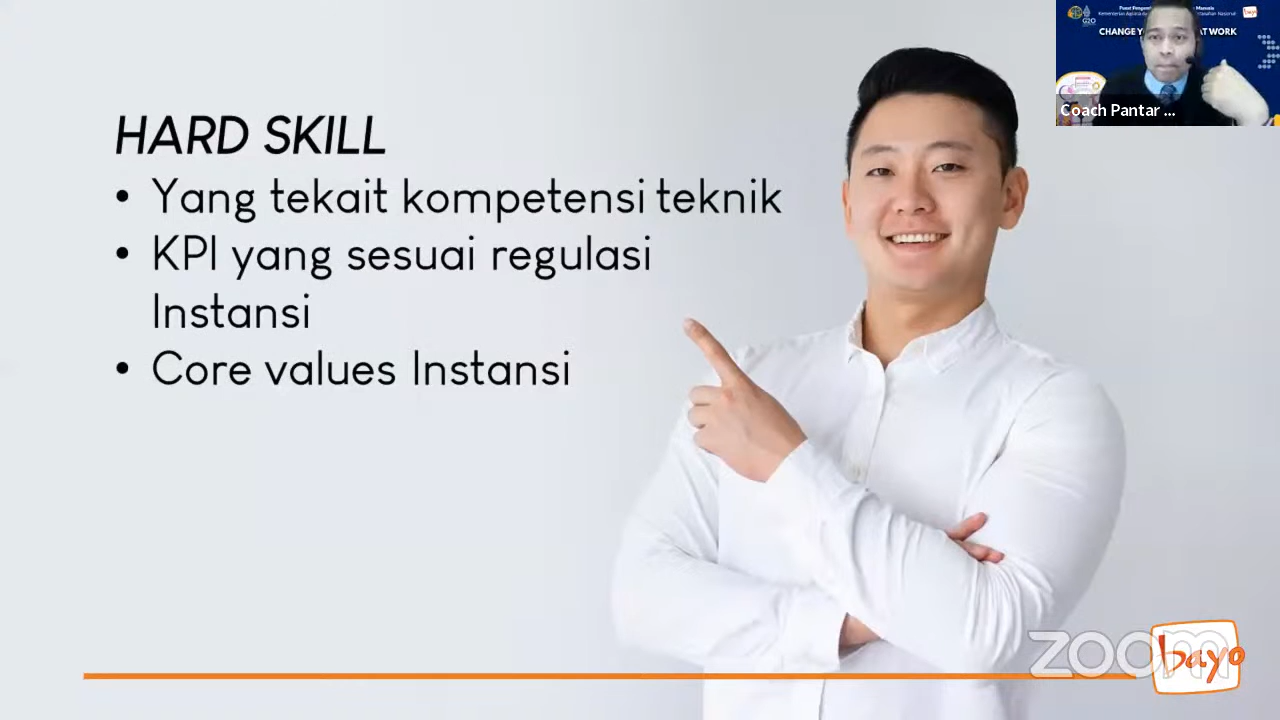 HARD SKILL
• Yang tekait kompetensi teknik
• KPI yang sesuai regulasi
Instansi
• Core values Instansi
CHANGE Y
AT WORK
G20
bayo
Coach Pantar ...
zoom
bayo